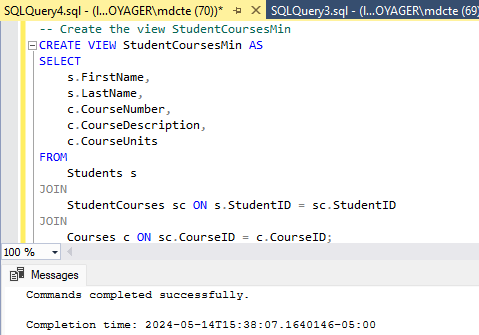 SQLQuery4.sql - (l...OYAGER\mdcte (70))* SQLQuery3.sql - (l...OYAGER\mdcte (69)
-- Create the view StudentCoursesMin
CREATE VIEW StudentCoursesMin AS
SELECT
s.FirstName,
s.LastName,
c.CourseNumber,
c.CourseDescription,
c.CourseUnits
FROM
Students s
JOIN
StudentCourses sc ON s.StudentID = sc.StudentID
JOIN
Courses c ON sc.CourseID = c.CourseID;
100 %
Messages
Commands completed successfully.
Completion time: 2024-05-14T15:38:07.1640146-05:00